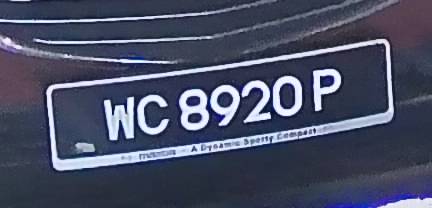 WC 8920 P
A Dynamic Sporty Compact